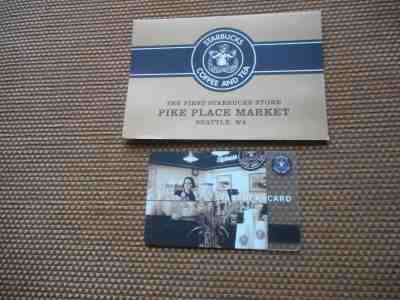 STARBUCKS
COFFEE AND TEA
THE FIRST STARBUCKS STORE
PIKE PLACE MARKET
SEATTLE, WA
CARD